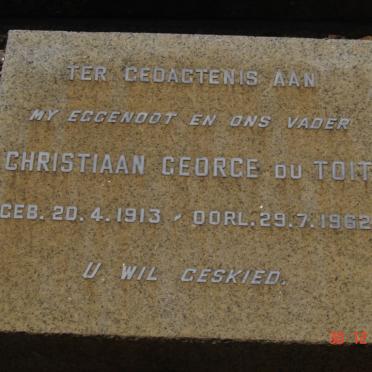 TER GEDAGTENIS AAN
MY EGGENOOT EN ONS VADER
CHRISTIAAN GEORGE DU TOIT
GEB. 20.4.1913 - OORL. 29.7.1962
U WIL GESKIED.